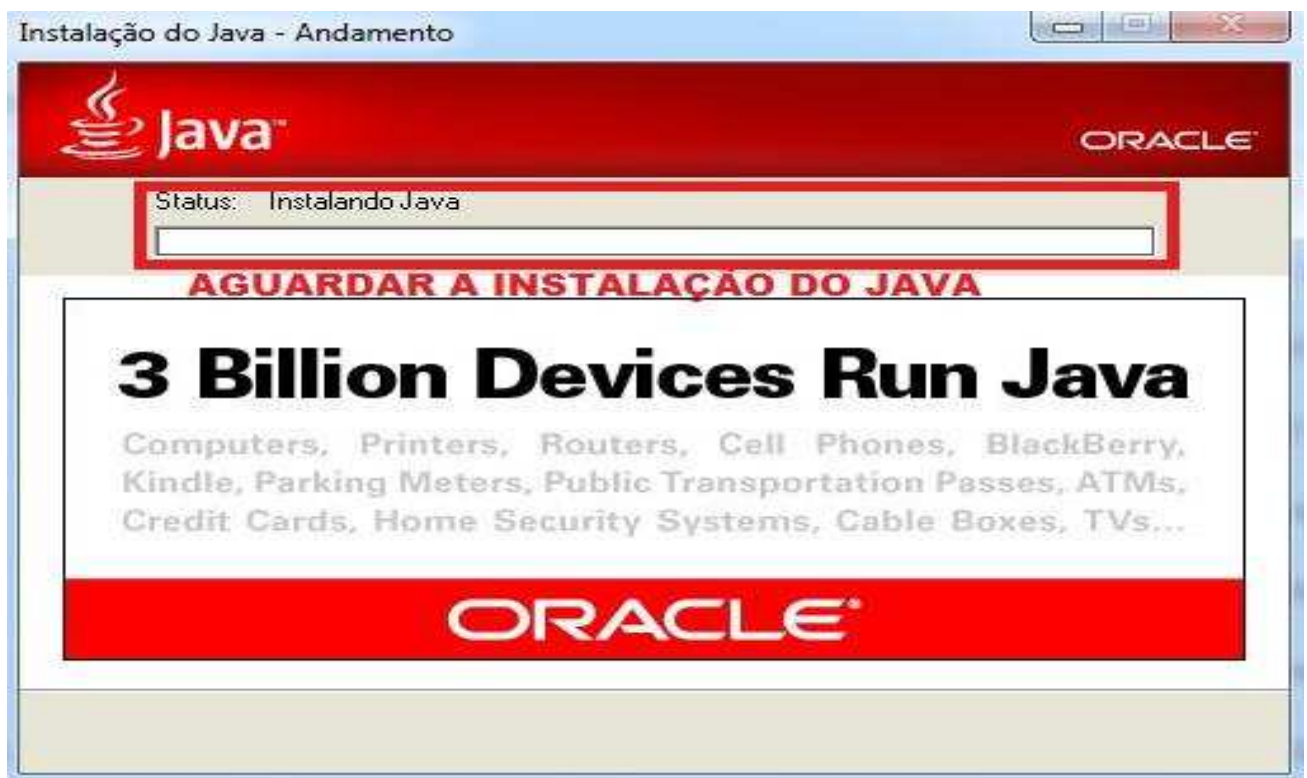 Instalação do Java - Andamento
Java™
ORACLE
Status: Instalando Java
AGUARDAR A INSTALAÇÃO DO JAVA
3 Billion Devices Run Java
Computers, Printers, Routers, Cell Phones, BlackBerry,
Kindle, Parking Meters, Public Transportation Passes, ATMs,
Credit Cards, Home Security Systems, Cable Boxes, TVs...
ORACLE®